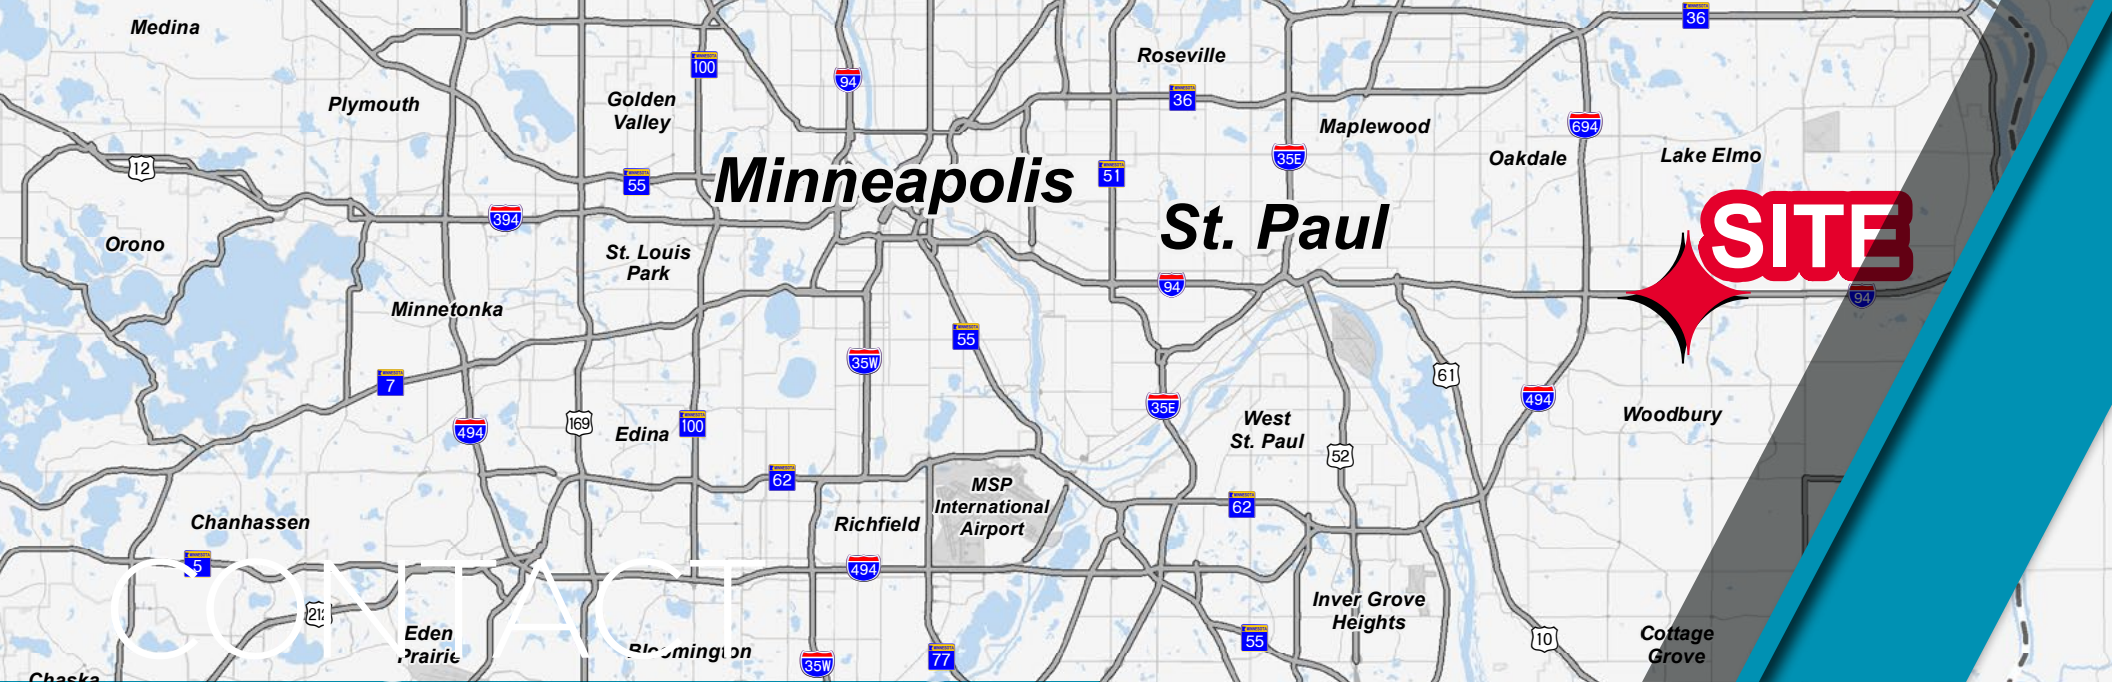 Medina
36
Roseville
100
94
Plymouth
Golden
Valley
36
Maplewood
694
Oakdale
Lake Elmo
12
55
Minneapolis
51
35E
394
St. Paul
SITE
Orono
St. Louis
Park
94
94
Minnetonka
55
7
35W
61
494
35E
Woodbury
494
169
Edina
100
West
St. Paul
52
62
MSP
International
Airport
62
Chanhassen
Richfield
5
494
CONTACT
212
Eden
Prairie
Bloomington
Inver Grove
Heights
55
10
Cottage
Grove
35W
77
Chaska